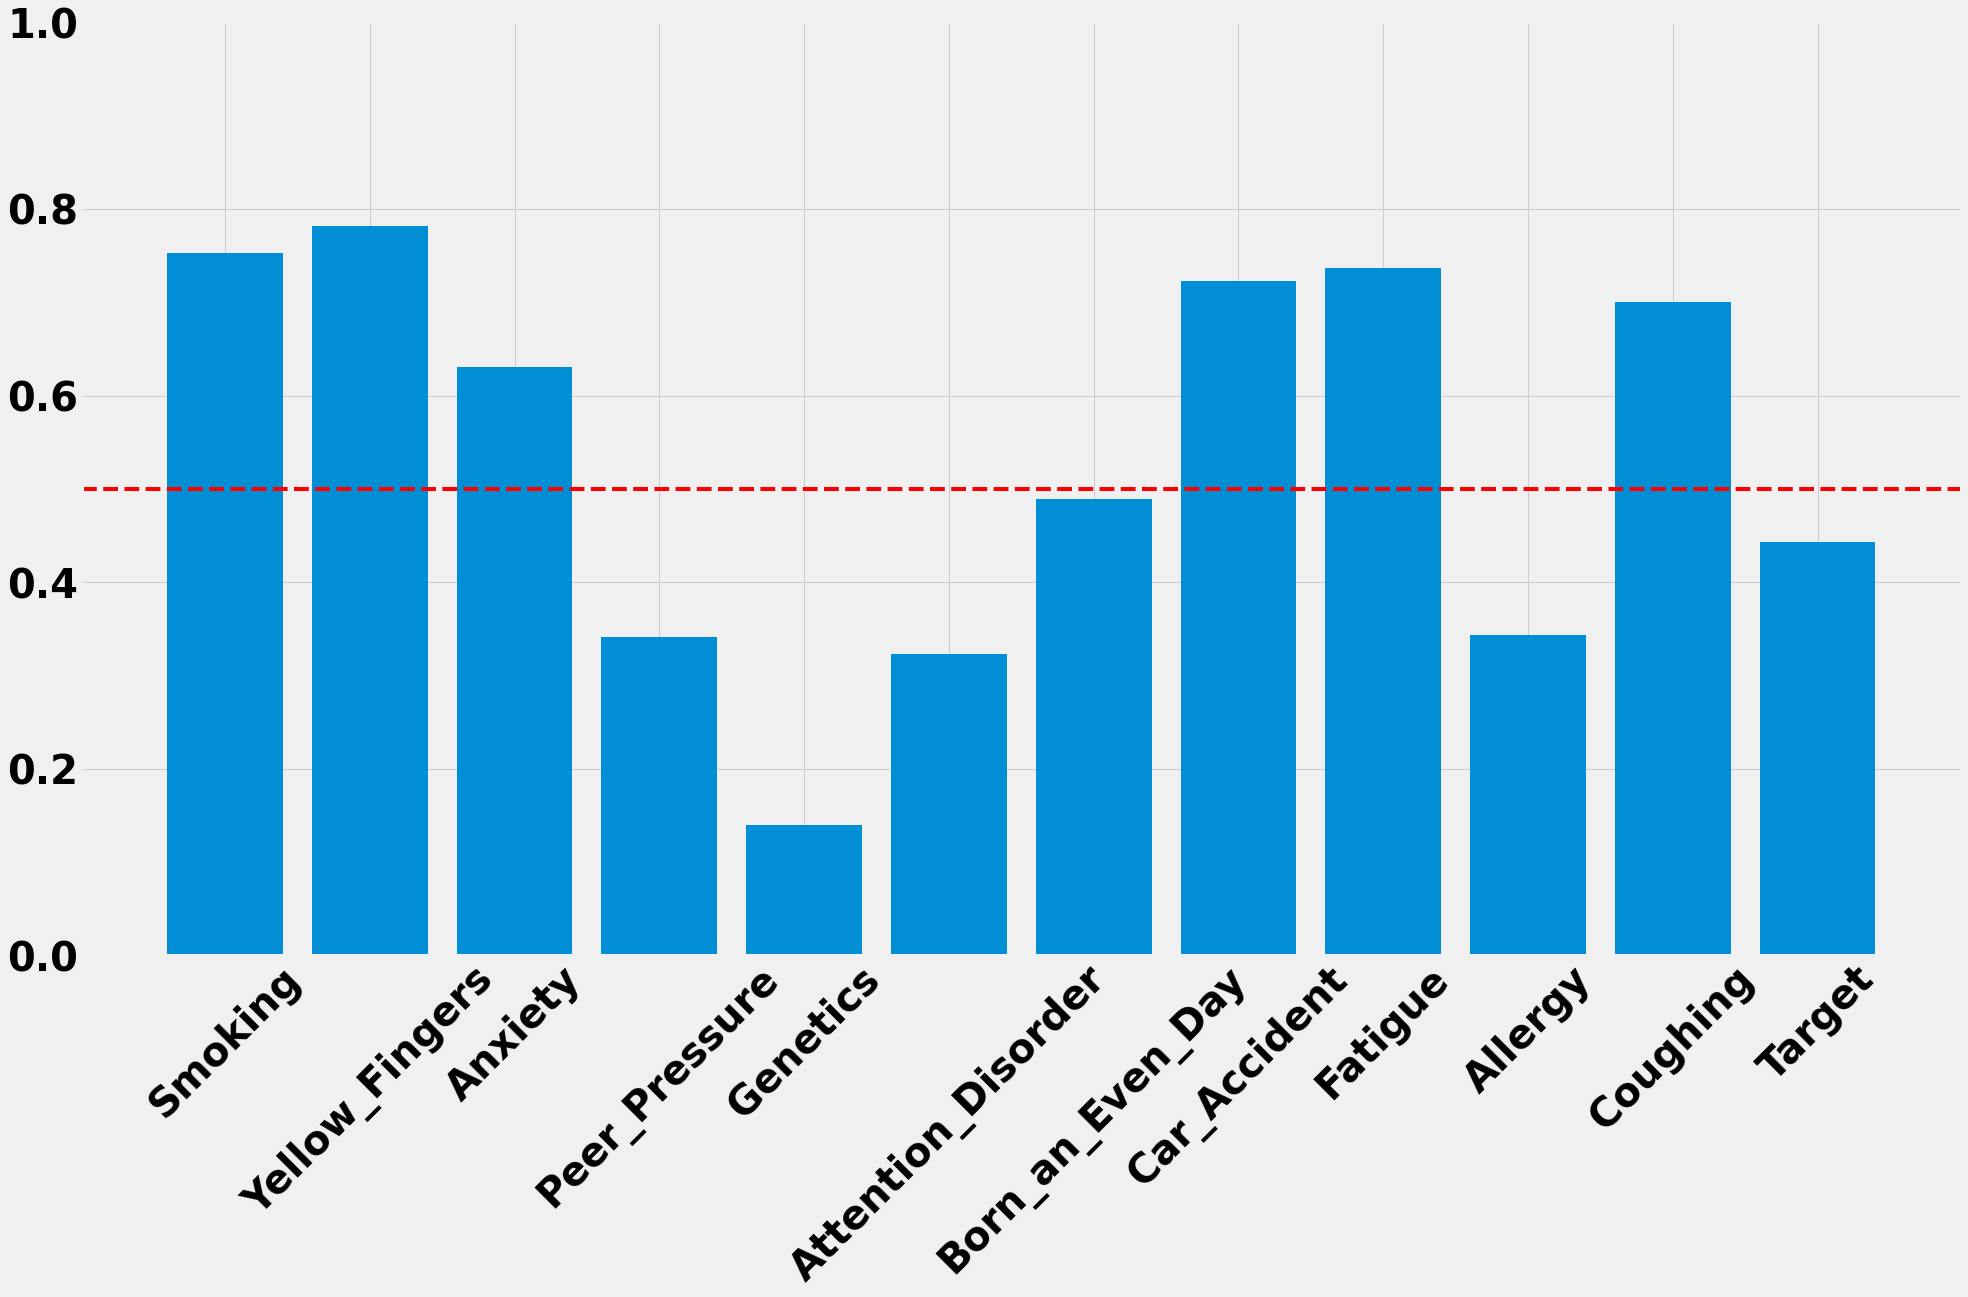 1.0
0.8
0.6
0.4
0.2
0.0
Smoking
Yellow_Fingers
Anxiety
Peer_Pressure
Genetics
Attention_Disorder
Born_an_Even_Day
Car_Accident
Fatigue
Allergy
Coughing
Target